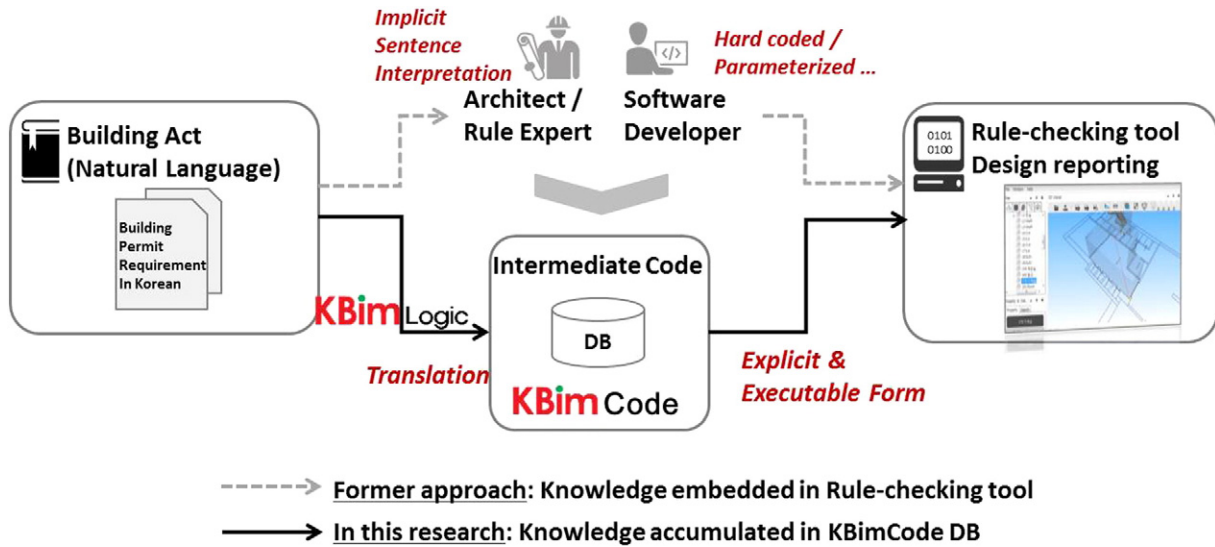 Implicit
Sentence
Interpretation
Hard coded /
Parameterized ...
</>
Architect /
Rule Expert
Software
Developer
Building Act
(Natural Language)
Building
Permit
Requirement
In Korean
0101
0100
Rule-checking tool
Design reporting
KBim Logic
Translation
Intermediate Code
DB
KBim Code
Explicit &
Executable Form
Former approach: Knowledge embedded in Rule-checking tool
In this research: Knowledge accumulated in KBimCode DB